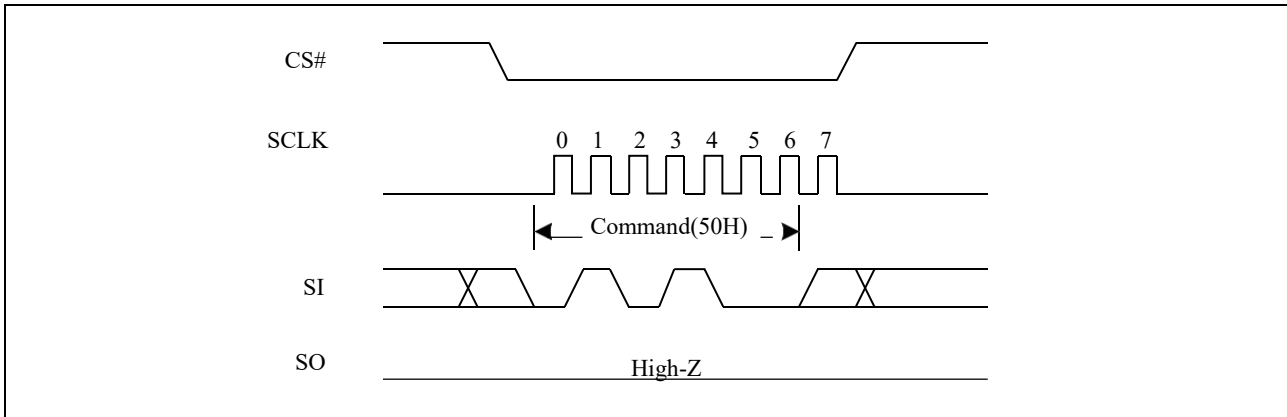 CS#
SCLK
0 1 2 3 4 5 6 7
Command(50H)
SI
SO
High-Z